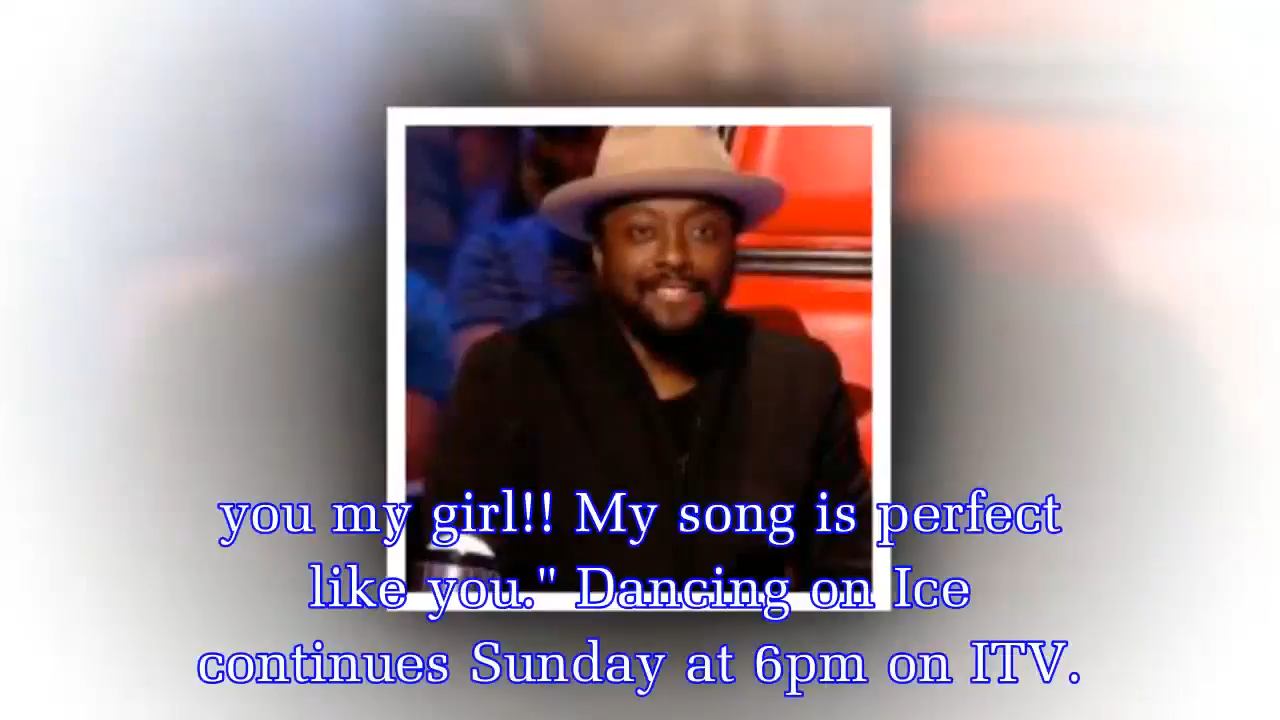 you my girl!! My song is perfect
like you." Dancing on Ice
continues Sunday at 6pm on ITV.